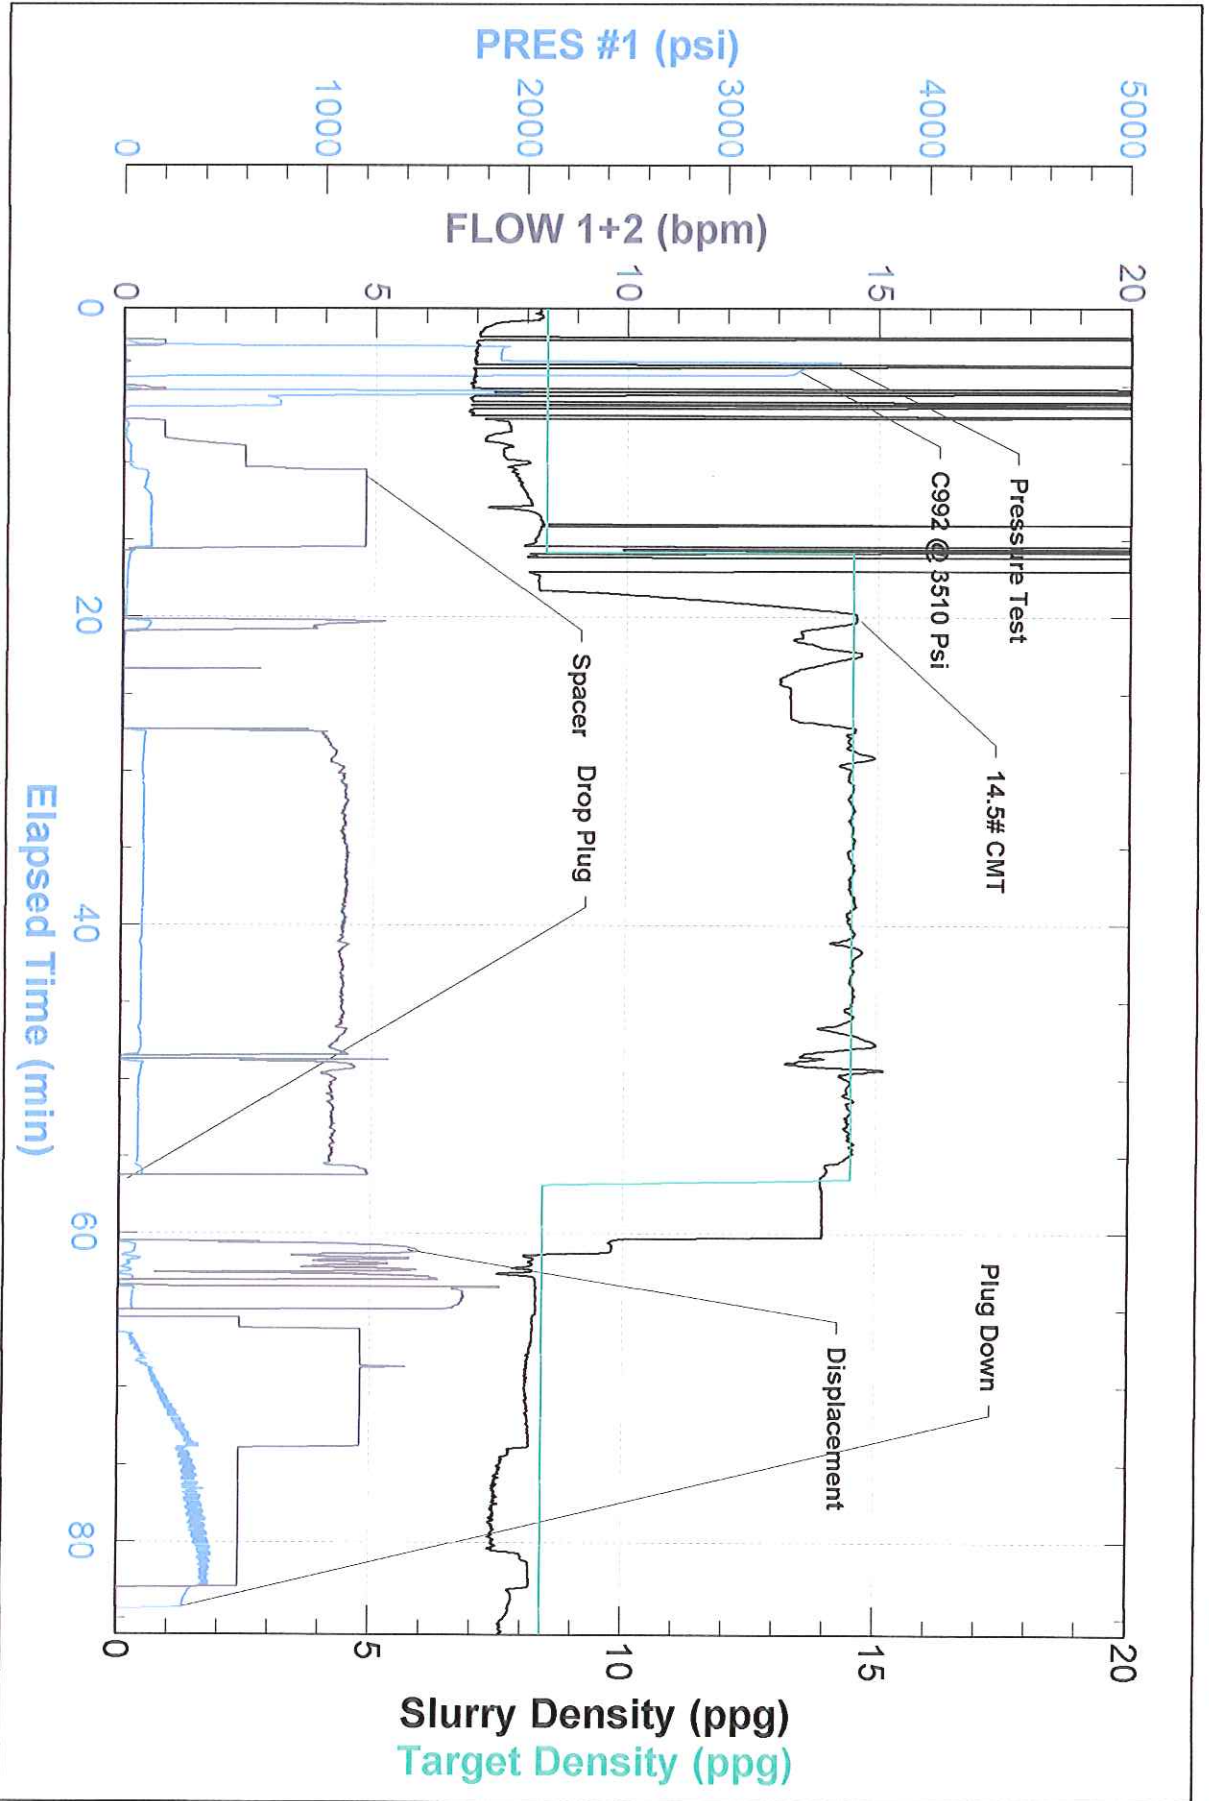 PRES #1 (psi)
0
1000
2000
3000
4000
5000
FLOW 1+2 (bpm)
0
5
10
15
20
Pressure Test
C992 @ 3510 Psi
14.5# CMT
Spacer
Drop Plug
Displacement
Plug Down
0
20
40
60
80
Elapsed Time (min)
0
5
10
15
20
Slurry Density (ppg)
Target Density (ppg)